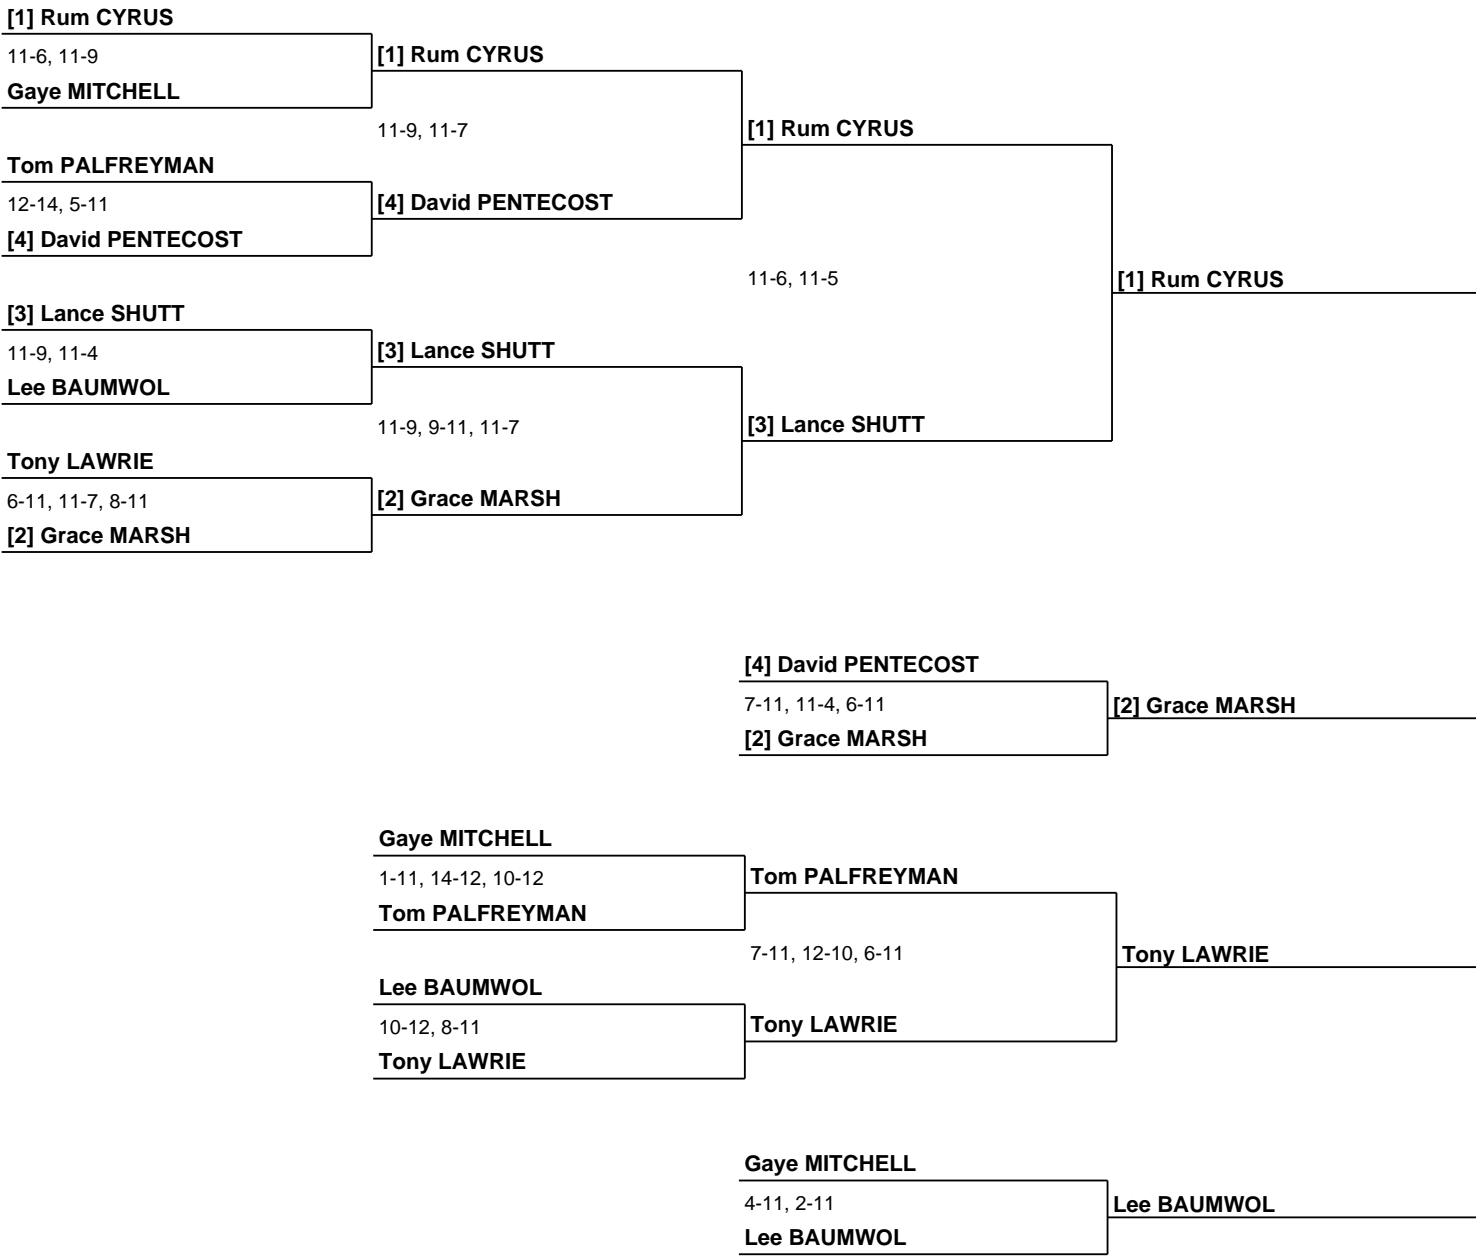 [1] Rum CYRUS
11-6, 11-9
Gaye MITCHELL
[1] Rum CYRUS
11-9, 11-7
Tom PALFREYMAN
12-14, 5-11
[4] David PENTECOST
[4] David PENTECOST
[1] Rum CYRUS
11-6, 11-5
[1] Rum CYRUS
[3] Lance SHUTT
11-9, 11-4
Lee BAUMWOL
[3] Lance SHUTT
11-9, 9-11, 11-7
Tony LAWRIE
6-11, 11-7, 8-11
[2] Grace MARSH
[2] Grace MARSH
[3] Lance SHUTT
[4] David PENTECOST
7-11, 11-4, 6-11
[2] Grace MARSH
[2] Grace MARSH
Gaye MITCHELL
1-11, 14-12, 10-12
Tom PALFREYMAN
Tom PALFREYMAN
7-11, 12-10, 6-11
Tony LAWRIE
Lee BAUMWOL
10-12, 8-11
Tony LAWRIE
Tony LAWRIE
Gaye MITCHELL
4-11, 2-11
Lee BAUMWOL
Lee BAUMWOL